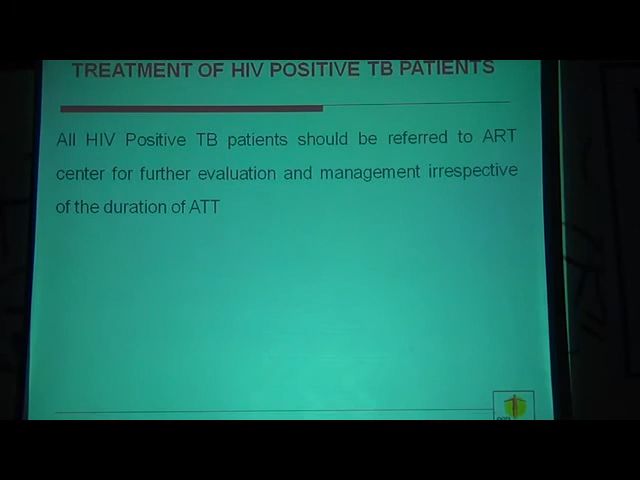 TREATMENT OF HIV POSITIVE TB PATIENTS
All HIV Positive TB patients should be referred to ART
center for further evaluation and management irrespective
of the duration of ATT